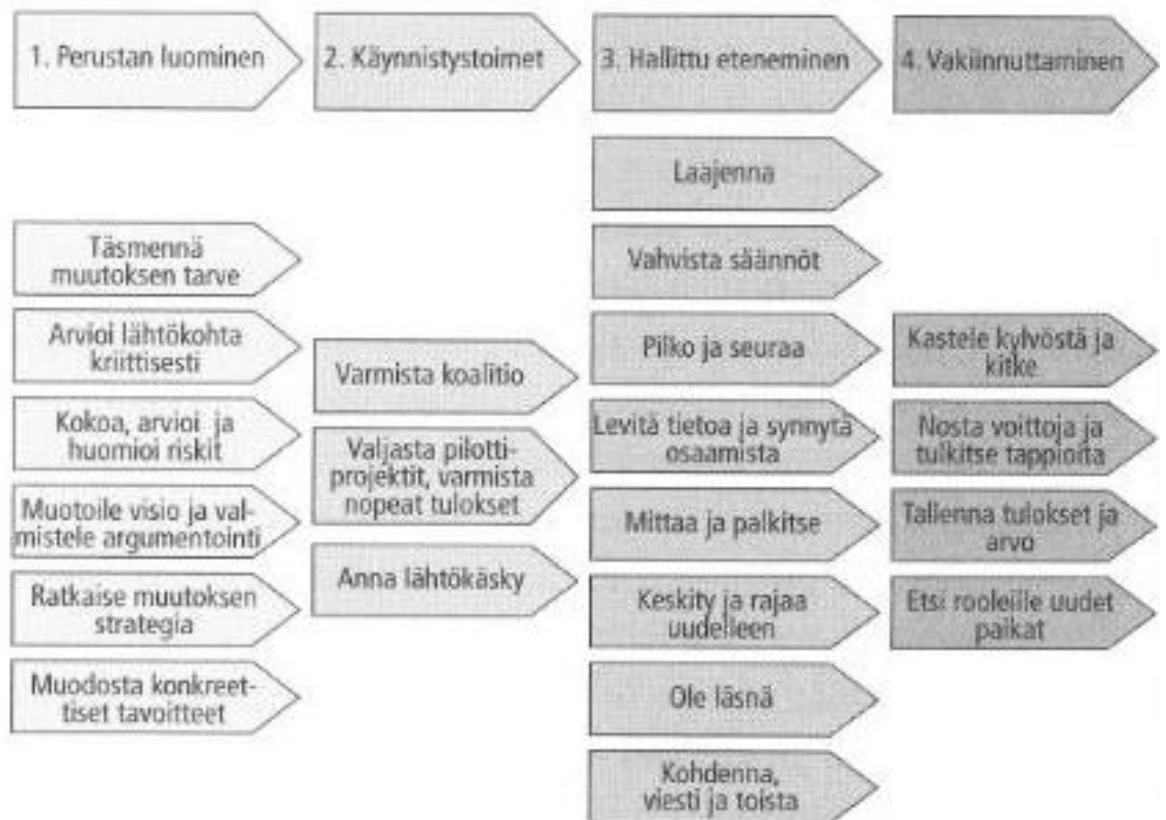 1. Perustan luominen
2. Käynnistystoimet
3. Hallittu eteneminen
4. Vakiinnuttaminen
Täsmennä
muutoksen tarve
Arvioi lähtökohta
kriittisesti
Kokoa, arvioi ja
huomioi riskit
Muotoile visio ja val-
mistele argumentointi
Ratkaise muutoksen
strategia
Muodosta konkreet-
tiset tavoitteet
Varmista koalitio
Valjasta pilotti-
projektit, varmista
nopeat tulokset
Anna lähtökäsky
Laajenna
Vahvista säännöt
Pilko ja seuraa
Levitä tietoa ja synnytä
osaamista
Mittaa ja palkitse
Keskity ja rajaa
uudelleen
Ole läsnä
Kohdenna,
viesti ja toista
Kastele kylvöstä ja
kitke
Nosta voittoja ja
tulkitse tappioita
Tallenna tulokset ja
arvo
Etsi rooleille uudet
paikat